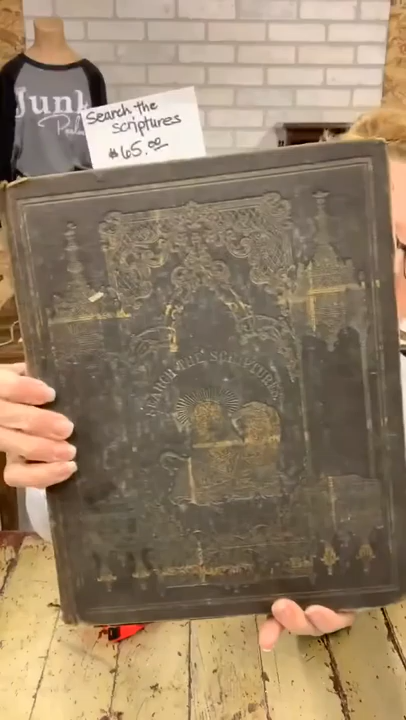 Search the
scriptures
$65.00
Junk
SEARCH THE SCRIPTURES